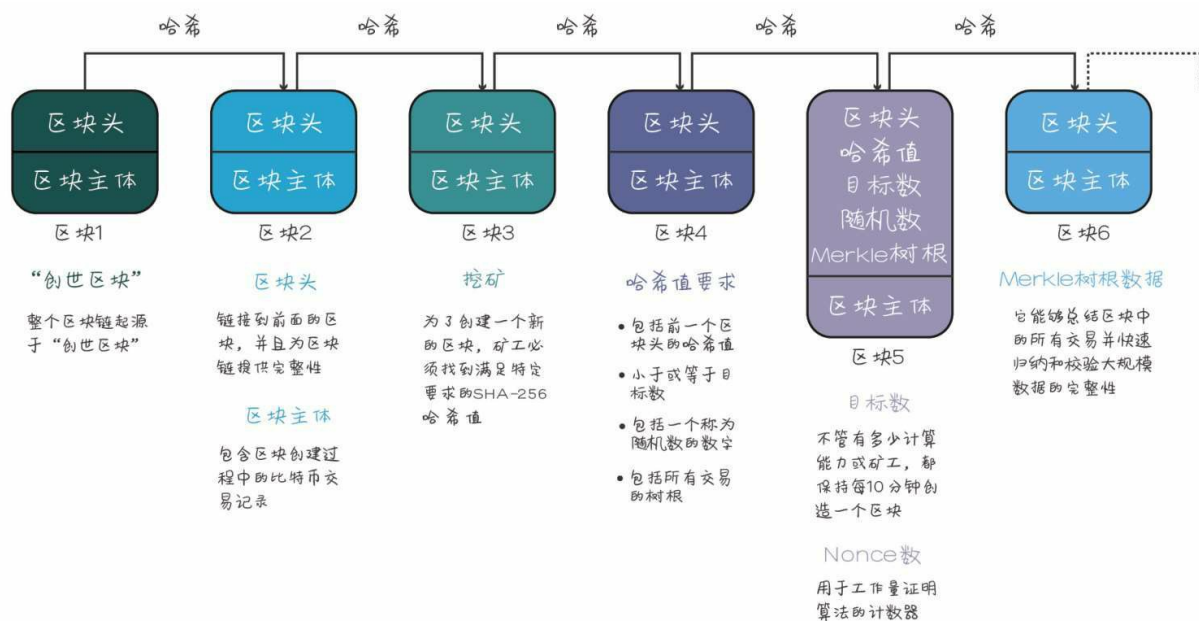 哈希
哈希
哈希
哈希
哈希
区块头
区块主体
区块1
“创世区块”
整个区块链起源
于“创世区块”
区块头
区块主体
区块2
区块头
链接到前面的区
块，并且为区块
链提供完整性
区块主体
包含区块创建过
程中的比特币交
易记录
区块头
区块主体
区块3
挖矿
为了创建一个新
的区块，矿工必
须找到满足特定
要求的SHA-256
哈希值
区块头
区块主体
区块4
哈希值要求
• 包括前一个区
块头的哈希值
• 小于或等于目
标数
• 包括一个称为
随机数的数字
• 包括所有交易
的树根
区块头
哈希值
目标数
随机数
Merkle树根
区块主体
区块5
目标数
不管有多少计算
能力或矿工，都
保持每10分钟创
造一个区块
Nonce数
用于工作量证明
算法的计数器
区块头
区块主体
区块6
Merkle树根数据
它能够总结区块中
的所有交易并快速
归纳和校验大规模
数据的完整性